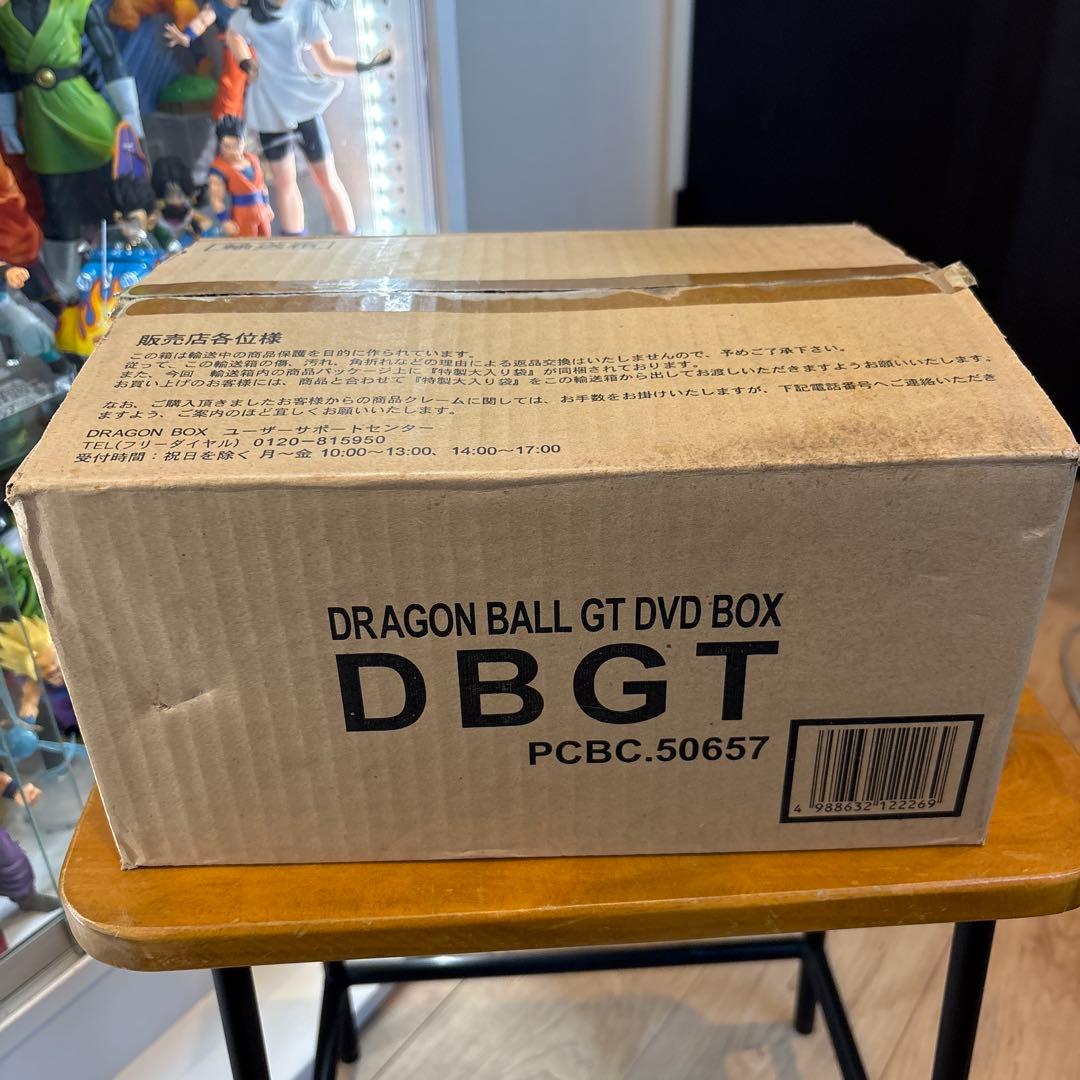 [輸送箱]
販売店各位様
この箱は輸送中の商品保護を目的に作られています。
従って、この輸送箱の傷、汚れ、角折れなどの理由による返品交換はいたしませんので、予めご了承下さい。
また、今回　輸送箱内の商品パッケージ上に『特製大入り袋』が同梱されております。
お買い上げのお客様には、商品と合わせて『特製大入り袋』をこの輸送箱から出してお渡しいただきますようお願いいたします。
なお、ご購入頂きましたお客様からの商品クレームに関しては、お手数をお掛けいたしますが、下記電話番号へご連絡いただき
ますよう、ご案内のほど宜しくお願いいたします。
DRAGON BOX　ユーザーサポートセンター
TEL(フリーダイヤル) 0120-815950
受付時間：祝日を除く 月～金 10:00～13:00、14:00～17:00
DRAGON BALL GT DVD BOX
DBGT
PCBC.50657
4 988632 122269